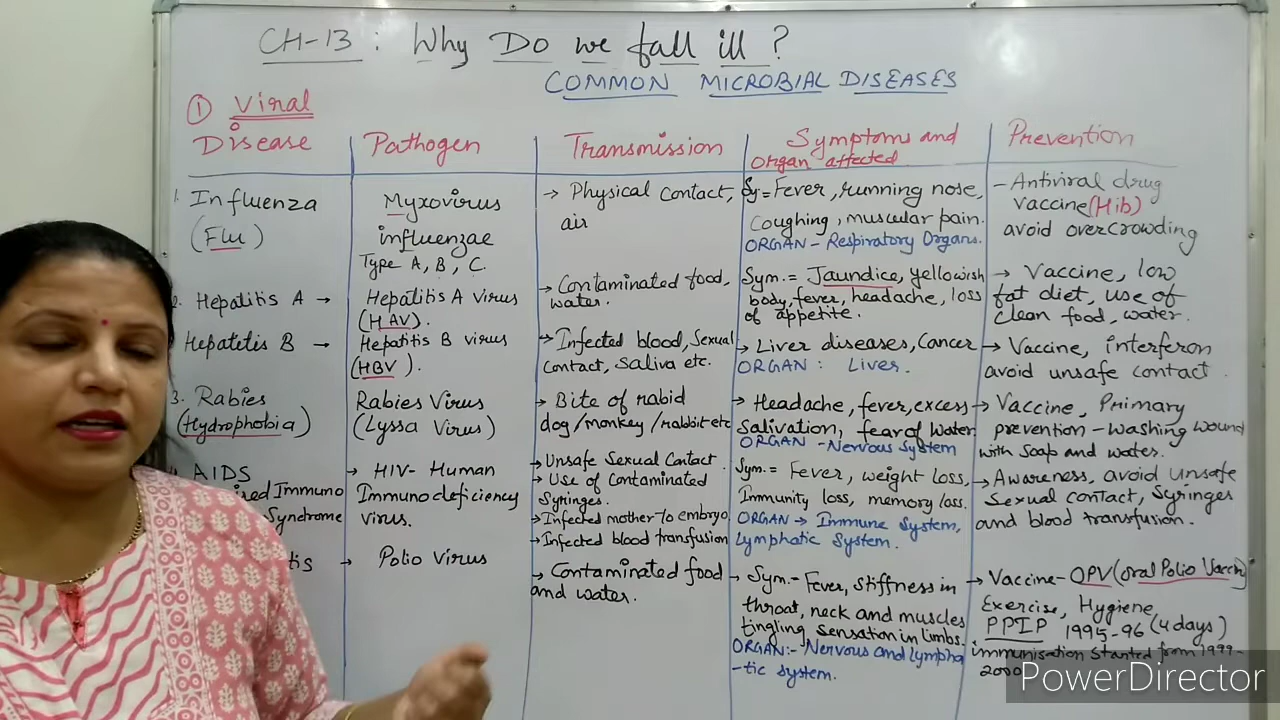 CH-13 : Why Do we fall ill ?
COMMON MICROBIAL DISEASES
① Viral
Disease
Pathogen
Transmission
Symptoms and
Organ affected
Prevention
1. Influenza
(Flu)
Myxovirus
influenzae
Type A, B, C.
→ Physical Contact,
air
Sy:= Fever, running nose,
Coughing, muscular pain.
ORGAN - Respiratory Organs.
- Antiviral drug
vaccine (Hib)
avoid overcrowding
2. Hepatitis A →
Hepatitis A virus
(HAV).
→ Contaminated food,
water.
Sym.= Jaundice, yellowish
body, fever, headache, loss
of appetite.
→ Vaccine, low
fat diet, use of
clean food, water.
Hepatetis B →
Hepatitis B virus
(HBV).
→ Infected blood, Sexual
Contact, Saliva etc.
→ Liver diseases, Cancer
ORGAN : Liver.
→ Vaccine, interferon
avoid unsafe contact.
3. Rabies
(Hydrophobia)
Rabies Virus
(Lyssa Virus)
→ Bite of rabid
dog/monkey/rabbit etc
→ Headache, fever, excess
Salivation, fear of Water
ORGAN - Nervous System
→ Vaccine, Primary
prevention - Washing wound
with Soap and water.
4. AIDS
Immuno
Syndrome
→ HIV- Human
Immunodeficiency
virus.
→ Unsafe Sexual Contact.
→ Use of Contaminated
Syringes.
→ Infected mother to embryo
→ Infected blood transfusion
Sym.= Fever, weight loss,
Immunity loss, memory loss.
ORGAN → Immune System,
Lymphatic System.
→ Awareness, avoid unsafe
Sexual contact, Syringes
and blood transfusion.
tis →
Polio Virus
→ Contaminated food
and water.
→ Sym.- Fever, stiffness in
throat, neck and muscles
tingling sensation in limbs.
ORGAN:- Nervous and Lympha
-tic system.
→ Vaccine- OPV (Oral Polio Vaccin)
Exercise, Hygiene
PPIP 1995-96 (4 days)
immunisation started from 1999-
2000
PowerDirector